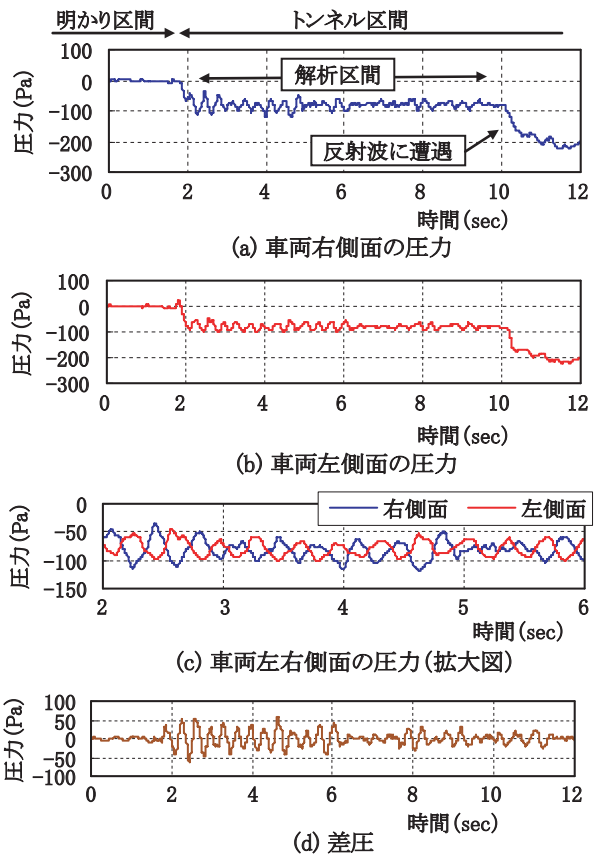 明かり区間 トンネル区間
圧力(Pa)
100
0
-100
-200
-300
解析区間
反射波に遭遇
0 2 4 6 8 10 12
時間(sec)
(a) 車両右側面の圧力
圧力(Pa)
100
0
-100
-200
-300
0 2 4 6 8 10 12
時間(sec)
(b) 車両左側面の圧力
圧力(Pa)
0
-50
-100
-150
右側面 左側面
2 3 4 5 6
時間(sec)
(c) 車両左右側面の圧力(拡大図)
圧力(Pa)
100
50
0
-50
-100
0 2 4 6 8 10 12
時間(sec)
(d) 差圧